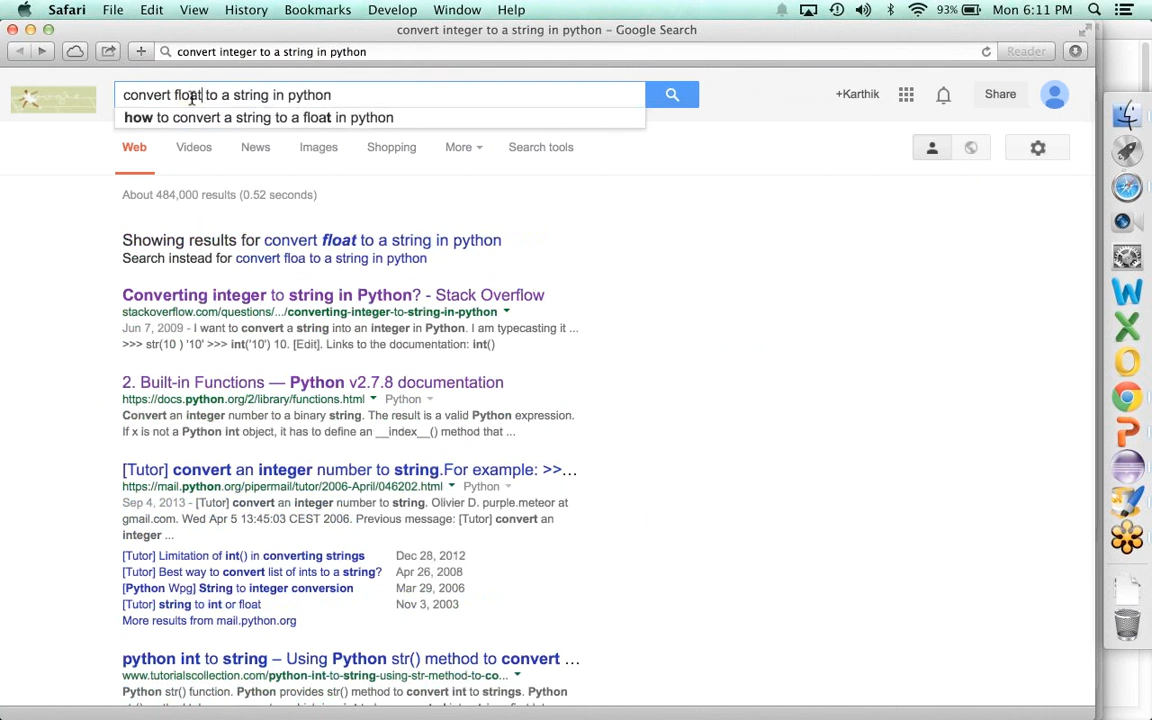 Safari File Edit View History Bookmarks Develop Window Help 93% Mon 6:11 PM
convert integer to a string in python – Google Search
convert integer to a string in python Reader
convert float to a string in python
+Karthik Share
how to convert a string to a float in python
Web Videos News Images Shopping More Search tools
About 484,000 results (0.52 seconds)
Showing results for convert float to a string in python
Search instead for convert floa to a string in python
Converting integer to string in Python? - Stack Overflow
stackoverflow.com/questions/.../converting-integer-to-string-in-python
Jun 7, 2009 - I want to convert a string into an integer in Python. I am typecasting it ...
>>> str(10 ) '10' >>> int('10') 10. [Edit]. Links to the documentation: int()
2. Built-in Functions — Python v2.7.8 documentation
https://docs.python.org/2/library/functions.html Python
Convert an integer number to a binary string. The result is a valid Python expression.
If x is not a Python int object, it has to define an __index__() method that ...
[Tutor] convert an integer number to string.For example: >>...
https://mail.python.org/pipermail/tutor/2006-April/046202.html Python
Sep 4, 2013 - [Tutor] convert an integer number to string. Olivier D. purple.meteor at
gmail.com. Wed Apr 5 13:45:03 CEST 2006. Previous message: [Tutor] convert an
integer ...
[Tutor] Limitation of int() in converting strings Dec 28, 2012
[Tutor] Best way to convert list of ints to a string? Apr 26, 2008
[Python Wpg] String to integer conversion Mar 29, 2006
[Tutor] string to int or float Nov 3, 2003
More results from mail.python.org
python int to string – Using Python str() method to convert ...
www.tutorialscollection.com/python-int-to-string-using-str-method-to-co...
Python str() function. Python provides str() method to convert int to strings. Python